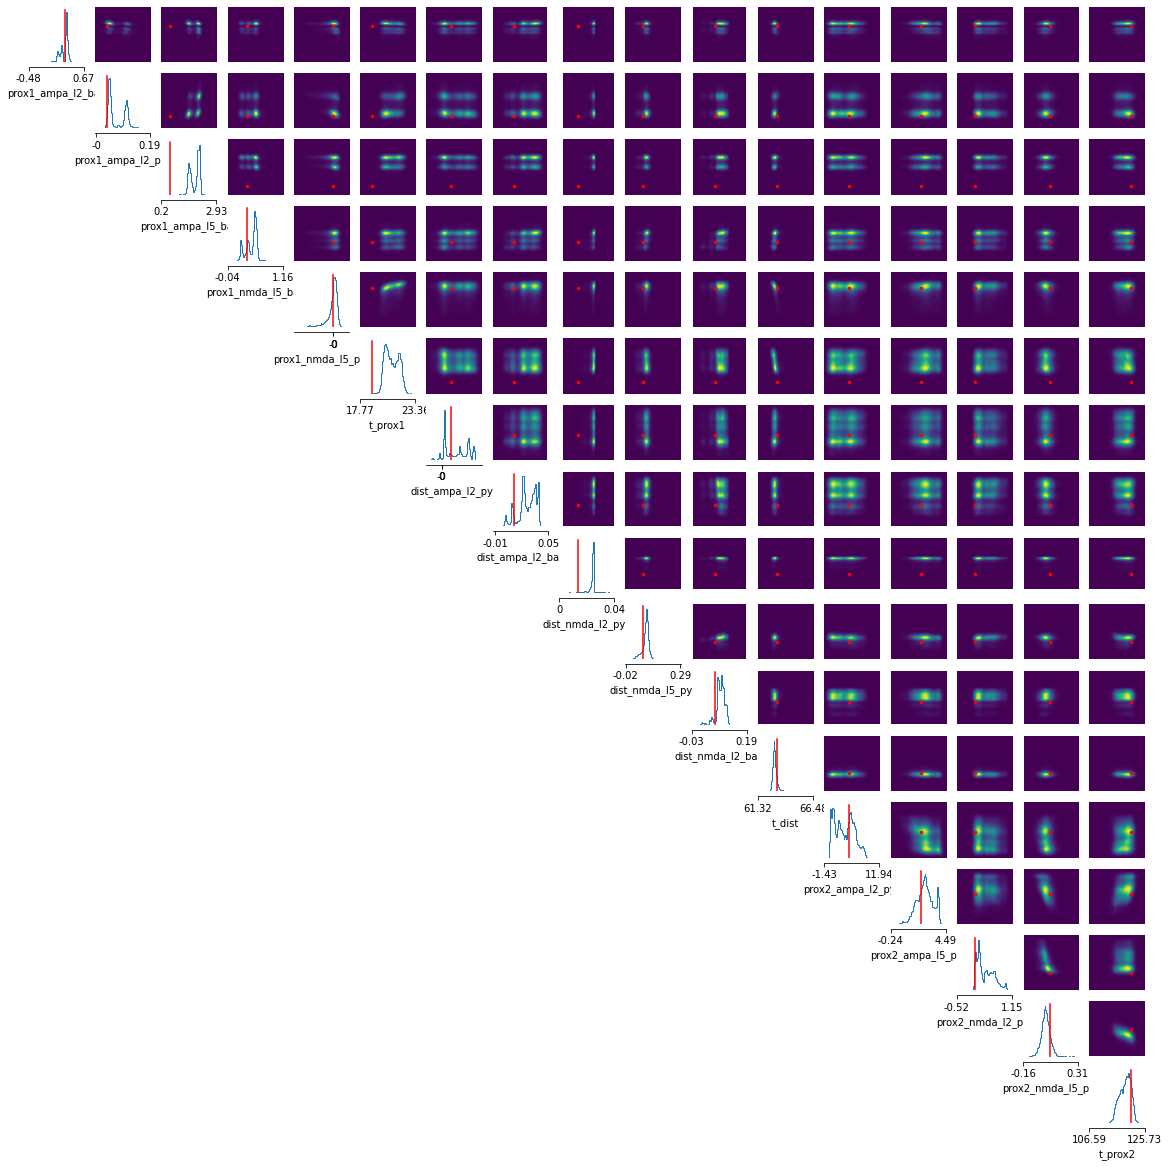 -0.48 0.67
prox1_ampa_l2_ba
-0 0.19
prox1_ampa_l2_p
0.2 2.93
prox1_ampa_l5_ba
-0.04 1.16
prox1_nmda_l5_b
-0
prox1_nmda_l5_p
17.77 23.36
t_prox1
-0
dist_ampa_l2_py
-0.01 0.05
dist_ampa_l2_ba
0 0.04
dist_nmda_l2_py
-0.02 0.29
dist_nmda_l5_py
-0.03 0.19
dist_nmda_l2_ba
61.32 66.48
t_dist
-1.43 11.94
prox2_ampa_l2_py
-0.24 4.49
prox2_ampa_l5_p
-0.52 1.15
prox2_nmda_l2_p
-0.16 0.31
prox2_nmda_l5_p
106.59 125.73
t_prox2